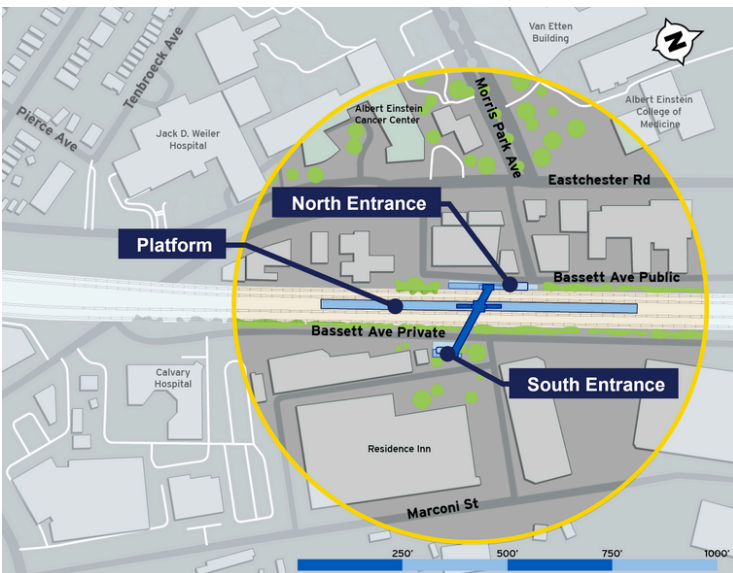 Van Etten
Building
N
Tenbroeck Ave
Pierce Ave
Morris Park Ave
Albert Einstein
Cancer Center
Albert Einstein
College of
Medicine
Jack D. Weiler
Hospital
Eastchester Rd
North Entrance
Platform
Bassett Ave Public
Bassett Ave Private
Calvary
Hospital
South Entrance
Residence Inn
Marconi St
250' 500' 750' 1000'